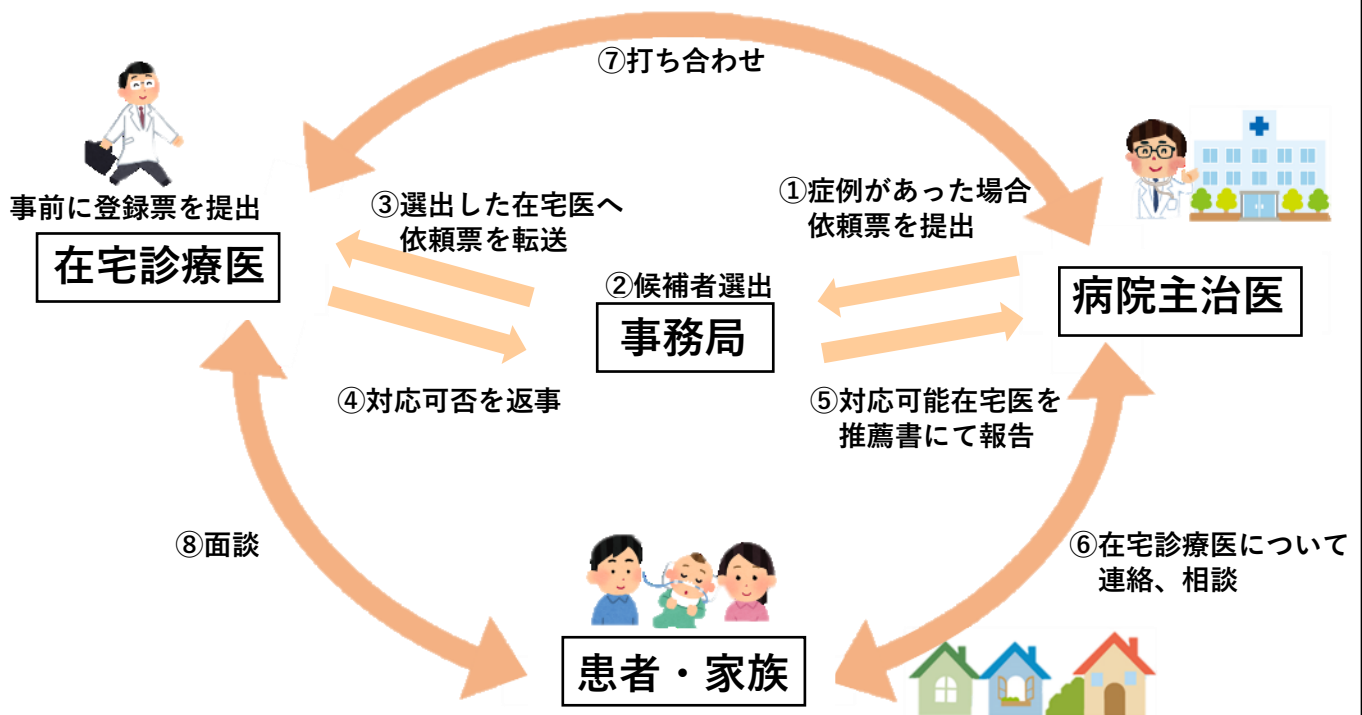 ⑦打ち合わせ
事前に登録票を提出
在宅診療医
③選出した在宅医へ
依頼票を転送
①症例があった場合
依頼票を提出
②候補者選出
事務局
病院主治医
④対応可否を返事
⑤対応可能在宅医を
推薦書にて報告
⑧面談
⑥在宅診療医について
連絡、相談
患者・家族